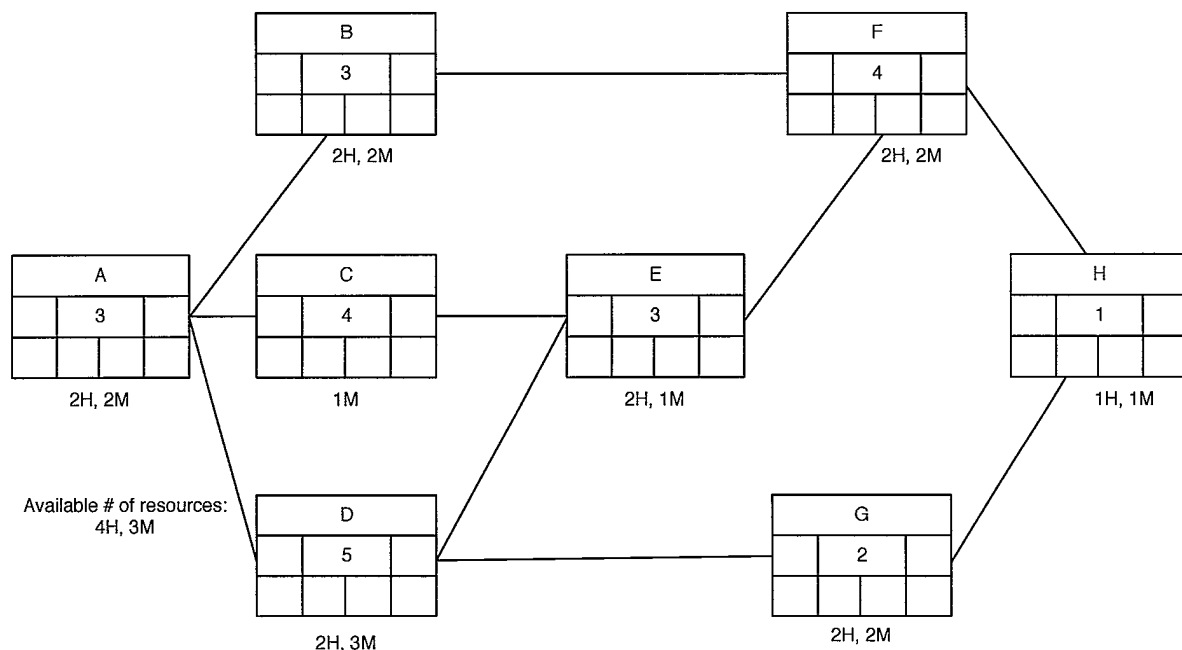 B
3
2H, 2M
F
4
2H, 2M
A
3
2H, 2M
C
4
1M
E
3
2H, 1M
H
1
1H, 1M
Available # of resources:
4H, 3M
D
5
2H, 3M
G
2
2H, 2M